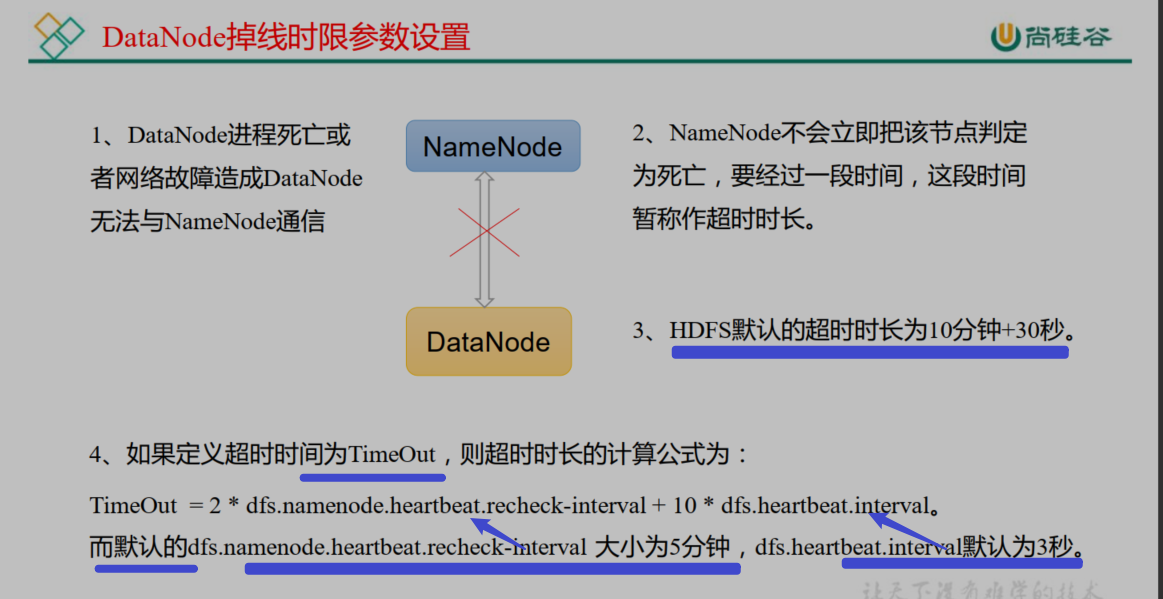 DataNode掉线时限参数设置
尚硅谷
1、DataNode进程死亡或
者网络故障造成DataNode
无法与NameNode通信
NameNode
DataNode
2、NameNode不会立即把该节点判定
为死亡，要经过一段时间，这段时间
暂称作超时时长。
3、HDFS默认的超时时长为10分钟+30秒。
4、如果定义超时时间为TimeOut，则超时时长的计算公式为：
TimeOut = 2 * dfs.namenode.heartbeat.recheck-interval + 10 * dfs.heartbeat.interval。
而默认的dfs.namenode.heartbeat.recheck-interval 大小为5分钟，dfs.heartbeat.interval默认为3秒。
让天下没有难学的技术